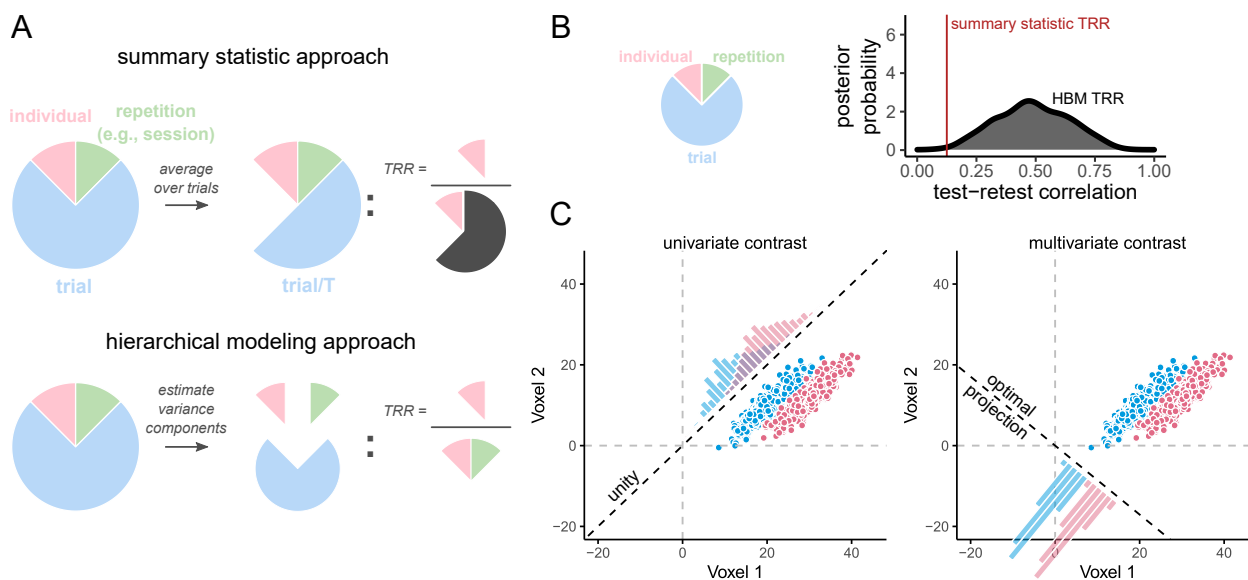 A
summary statistic approach
individual
repetition
(e.g., session)
average
over trials
TRR =
:
trial
trial/T
hierarchical modeling approach
estimate
variance
components
TRR =
:
B
individual
repetition
trial
summary statistic TRR
HBM TRR
posterior
probability
6
4
2
0
0.00
0.25
0.50
0.75
1.00
test−retest correlation
C
univariate contrast
Voxel 2
40
20
0
−20
unity
−20
0
20
40
Voxel 1
multivariate contrast
Voxel 2
40
20
0
−20
optimal
projection
−20
0
20
40
Voxel 1